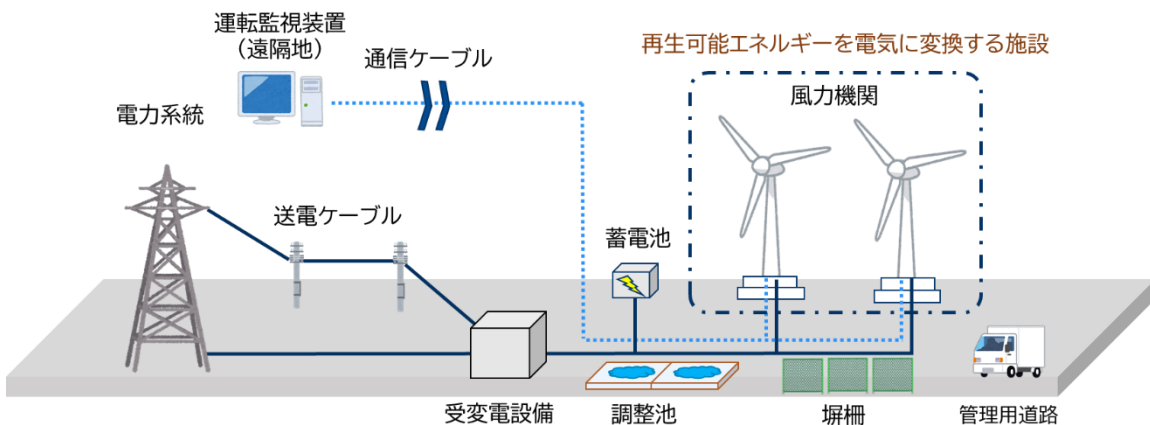 運転監視装置
（遠隔地）
通信ケーブル
再生可能エネルギーを電気に変換する施設
風力機関
電力系統
送電ケーブル
蓄電池
受変電設備
調整池
塀柵
管理用道路